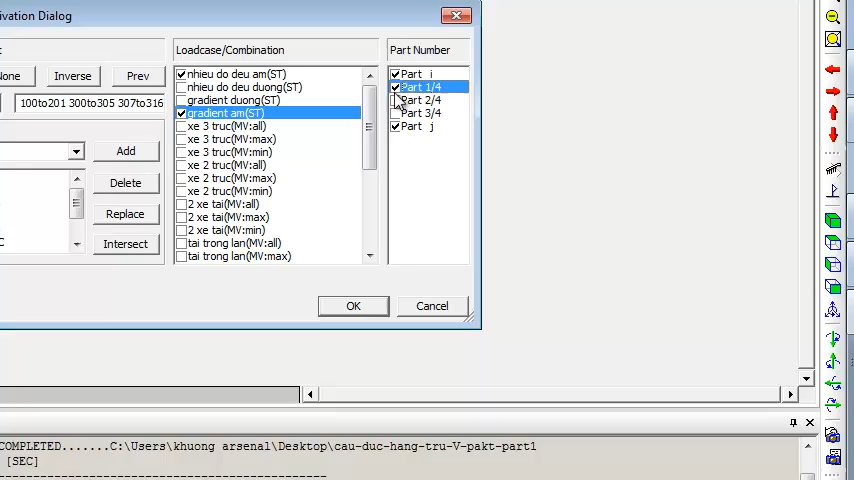 ivation Dialog
t Loadcase/Combination Part Number
None Inverse Prev
100to201 300to305 307to316
Add
Delete
Replace
Intersect
C
nhieu do deu am(ST)
nhieu do deu duong(ST)
gradient duong(ST)
gradient am(ST)
xe 3 truc(MV:all)
xe 3 truc(MV:max)
xe 3 truc(MV:min)
xe 2 truc(MV:all)
xe 2 truc(MV:max)
xe 2 truc(MV:min)
2 xe tai(MV:all)
2 xe tai(MV:max)
2 xe tai(MV:min)
tai trong lan(MV:all)
tai trong lan(MV:max)
Part i
Part 1/4
Part 2/4
Part 3/4
Part j
OK Cancel
COMPLETED.......C:\Users\khuong arsenal\Desktop\cau-duc-hang-tru-V-pakt-part1
[SEC]